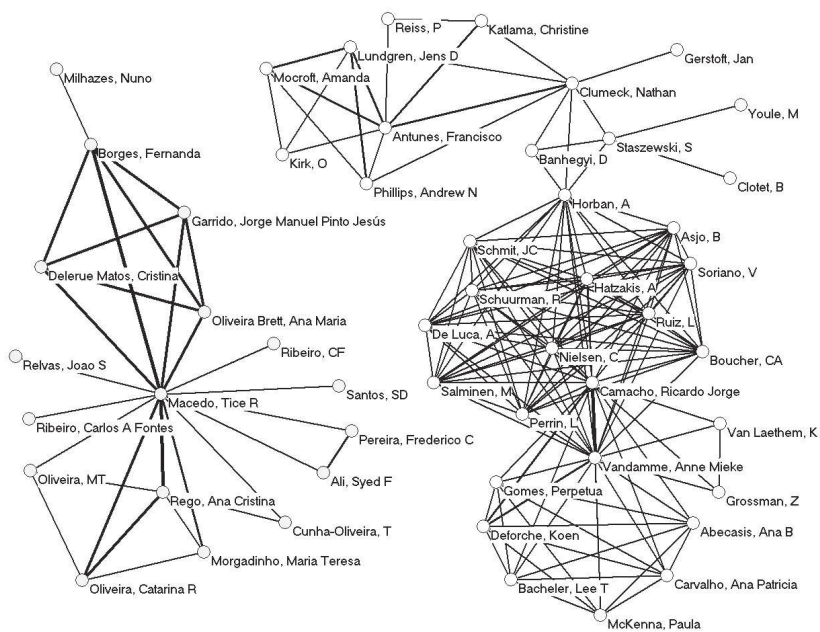 Reiss, P
Katlama, Christine
Lundgren, Jens D
Gerstoft, Jan
Milhazes, Nuno
Mocroft, Amanda
Clumeck, Nathan
Youle, M
Antunes, Francisco
Staszewski, S
Borges, Fernanda
Banhegyi, D
Kirk, O
Clotet, B
Phillips, Andrew N
Horban, A
Garrido, Jorge Manuel Pinto Jesús
Asjo, B
Schmit, JC
Delerue Matos, Cristina
Soriano, V
Hatzakis, A
Schuurman, R
Oliveira Brett, Ana Maria
Ruiz, L
De Luca, A
Ribeiro, CF
Nielsen, C
Boucher, CA
Relvas, Joao S
Santos, SD
Salminen, M
Camacho, Ricardo Jorge
Macedo, Tice R
Perrin, L
Ribeiro, Carlos A Fontes
Pereira, Frederico C
Van Laethem, K
Vandamme, Anne Mieke
Oliveira, MT
Ali, Syed F
Gomes, Perpetua
Rego, Ana Cristina
Grossman, Z
Cunha-Oliveira, T
Deforche, Koen
Abecasis, Ana B
Morgadinho, Maria Teresa
Oliveira, Catarina R
Bacheler, Lee T
Carvalho, Ana Patricia
McKenna, Paula